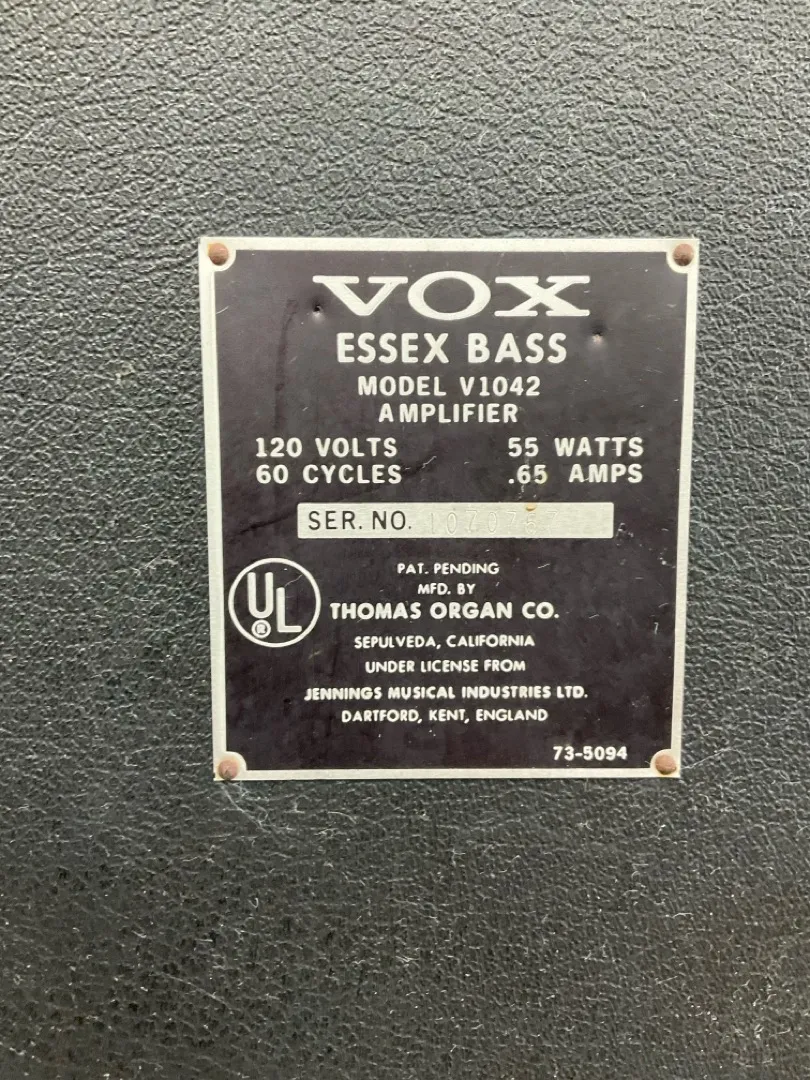 VOX
ESSEX BASS
MODEL V1042
AMPLIFIER
120 VOLTS 55 WATTS
60 CYCLES .65 AMPS
SER. NO.
PAT. PENDING
MFD. BY
UL ®
THOMAS ORGAN CO.
SEPULVEDA, CALIFORNIA
UNDER LICENSE FROM
JENNINGS MUSICAL INDUSTRIES LTD.
DARTFORD, KENT, ENGLAND
73-5094